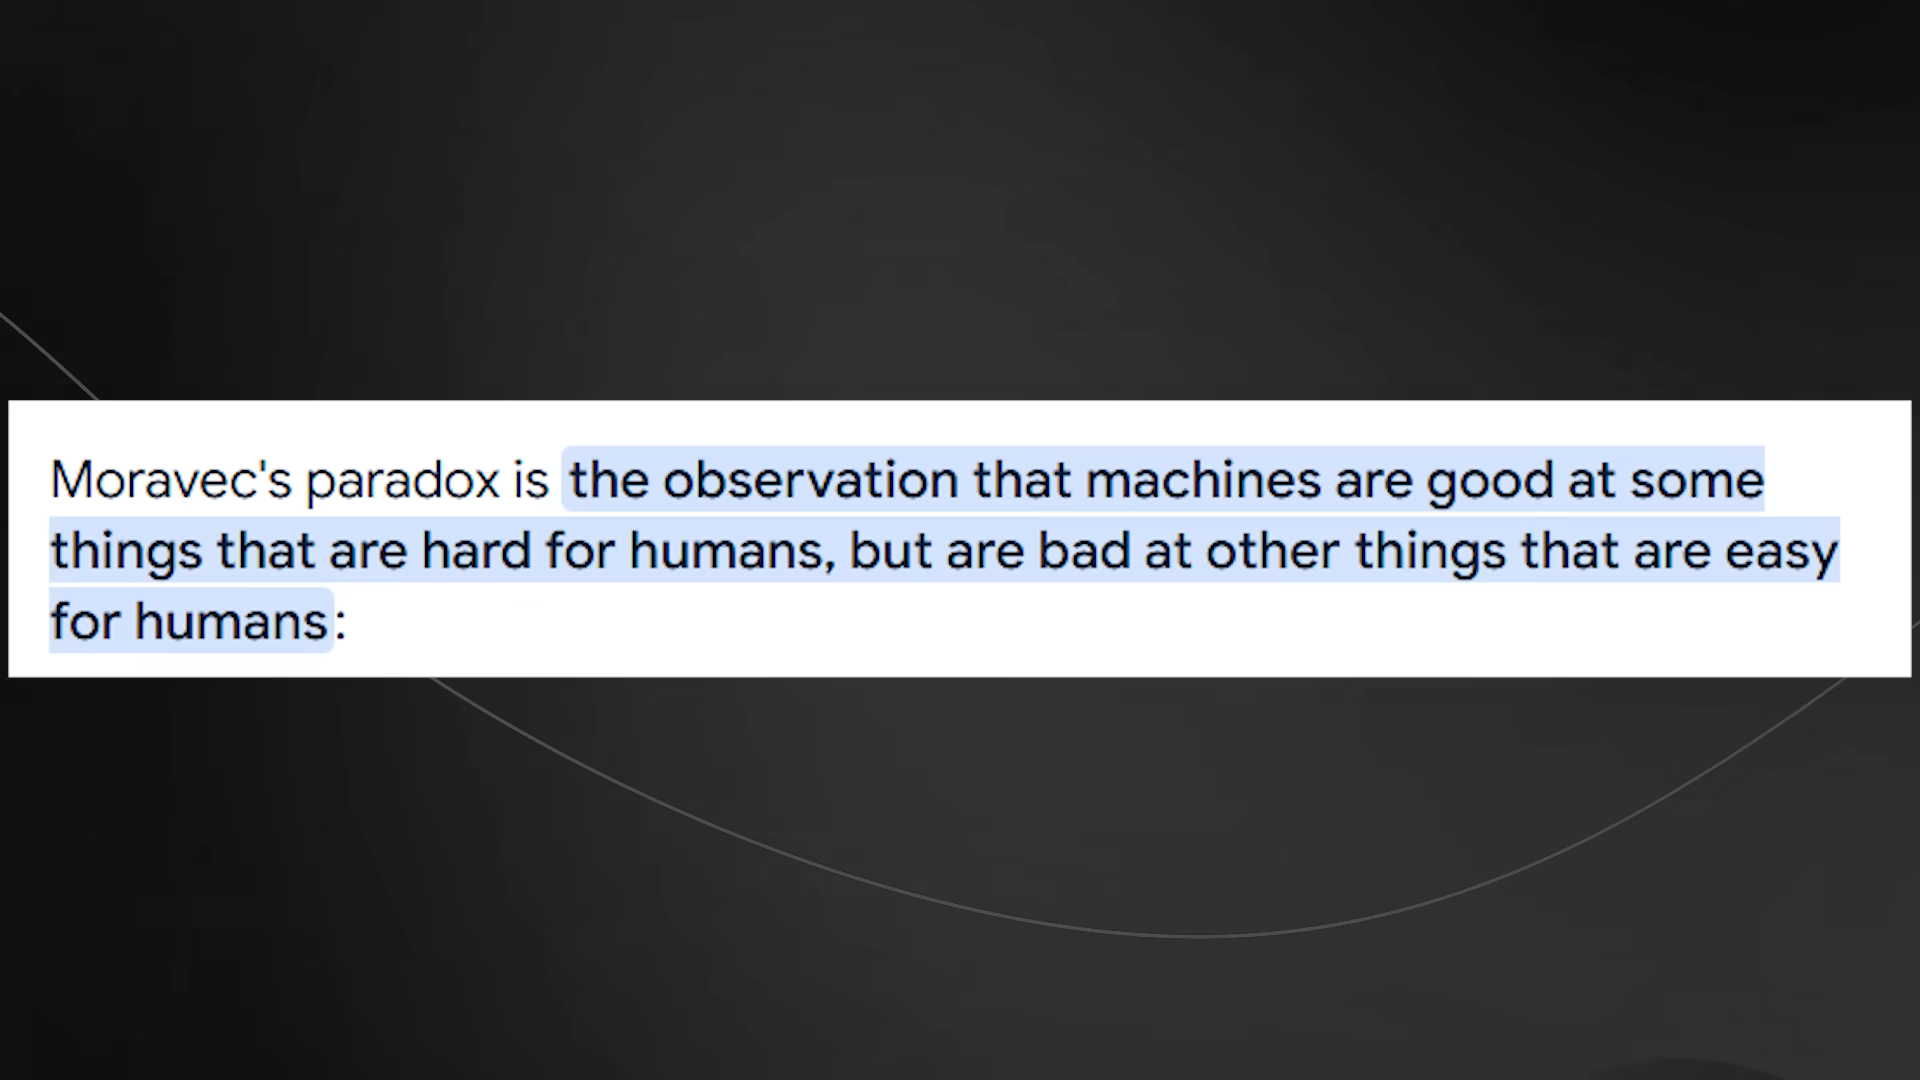 Moravec's paradox is the observation that machines are good at some
things that are hard for humans, but are bad at other things that are easy
for humans: